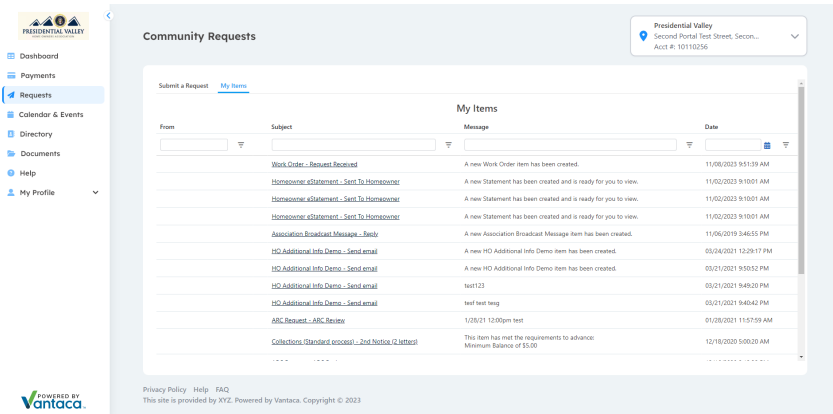 PRESIDENTIAL VALLEY
Dashboard
Payments
Requests
Calendar & Events
Directory
Documents
Help
My Profile
POWERED BY
Vantaca.
Community Requests
Presidential Valley
Second Portal Test Street, Secon...
Acct #: 10110256
Submit a Request My Items
My Items
From Subject Message Date
Work Order - Request Received A new Work Order item has been created. 11/08/2023 9:51:39 AM
Homeowner eStatement - Sent To Homeowner A new Statement has been created and is ready for you to view. 11/02/2023 9:10:01 AM
Homeowner eStatement - Sent To Homeowner A new Statement has been created and is ready for you to view. 11/02/2023 9:10:01 AM
Homeowner eStatement - Sent To Homeowner A new Statement has been created and is ready for you to view. 11/02/2023 9:10:01 AM
Association Broadcast Message - Reply A new Association Broadcast Message item has been created. 11/06/2019 3:46:55 PM
HO Additional Info Demo - Send email A new HO Additional Info Demo item has been created. 03/24/2021 12:29:17 PM
HO Additional Info Demo - Send email A new HO Additional Info Demo item has been created. 03/21/2021 9:50:52 PM
HO Additional Info Demo - Send email test123 03/21/2021 9:49:20 PM
HO Additional Info Demo - Send email tesf test tesg 03/21/2021 9:40:42 PM
ARC Request - ARC Review 1/28/21 12:00pm test 01/28/2021 11:57:59 AM
Collections (Standard process) - 2nd Notice (2 letters) This item has met the requirements to advance: 12/18/2020 5:00:20 AM
Minimum Balance of $5.00
Privacy Policy Help FAQ
This site is provided by XYZ. Powered by Vantaca. Copyright © 2023